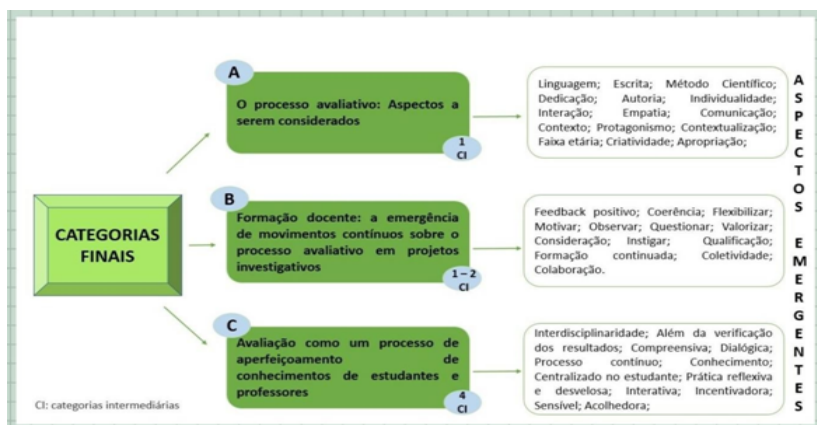 CATEGORIAS
FINAIS
A
O processo avaliativo: Aspectos a
serem considerados
1
CI
Linguagem; Escrita; Método Científico;
Dedicação; Autoria; Individualidade;
Interação; Empatia; Comunicação;
Contexto; Protagonismo; Contextualização;
Faixa etária; Criatividade; Apropriação;
B
Formação docente: a emergência
de movimentos contínuos sobre o
processo avaliativo em projetos
investigativos
1 – 2
CI
Feedback positivo; Coerência; Flexibilizar;
Motivar; Observar; Questionar; Valorizar;
Consideração; Instigar; Qualificação;
Formação continuada; Coletividade;
Colaboração.
C
Avaliação como um processo de
aperfeiçoamento de
conhecimentos de estudantes e
professores
4
CI
Interdisciplinaridade; Além da verificação
dos resultados; Compreensiva; Dialógica;
Processo contínuo; Conhecimento;
Centralizado no estudante; Prática reflexiva
e desvelosa; Interativa; Incentivadora;
Sensível; Acolhedora;
ASPECTOS EMERGENTES
CI: categorias intermediárias